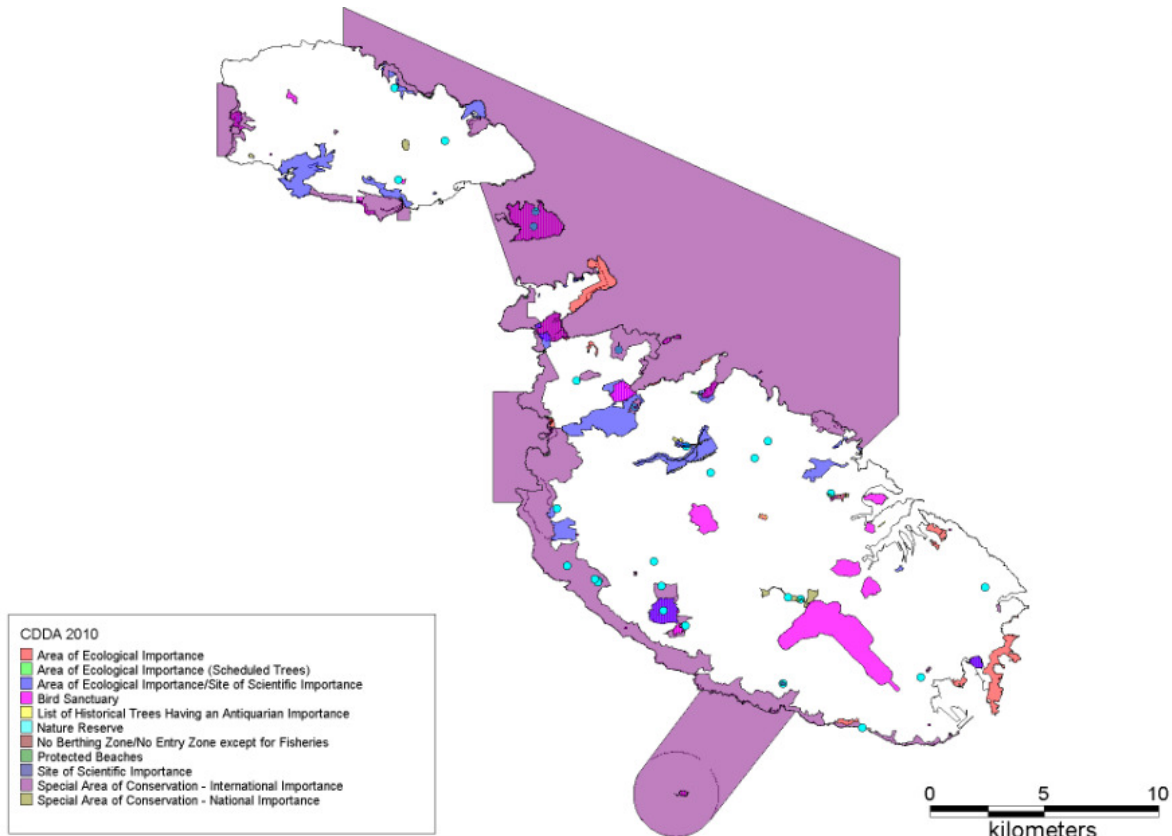 CDDA 2010
Area of Ecological Importance
Area of Ecological Importance (Scheduled Trees)
Area of Ecological Importance/Site of Scientific Importance
Bird Sanctuary
List of Historical Trees Having an Antiquarian Importance
Nature Reserve
No Berthing Zone/No Entry Zone except for Fisheries
Protected Beaches
Site of Scientific Importance
Special Area of Conservation - International Importance
Special Area of Conservation - National Importance
0 5 10
kilometers